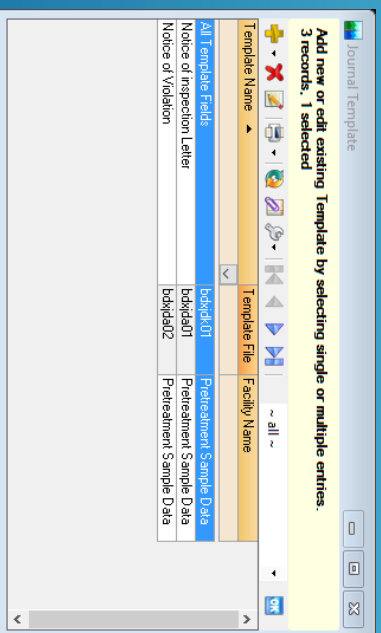 Journal Template
Add new or edit existing Template by selecting single or multiple entries.
3 records, 1 selected
~ all ~
OK
Template Name Template File Facility Name
All Template Fields bdxjdk01 Pretreatment Sample Data
Notice of inspection Letter bdxjda01 Pretreatment Sample Data
Notice of Violation bdxjda02 Pretreatment Sample Data